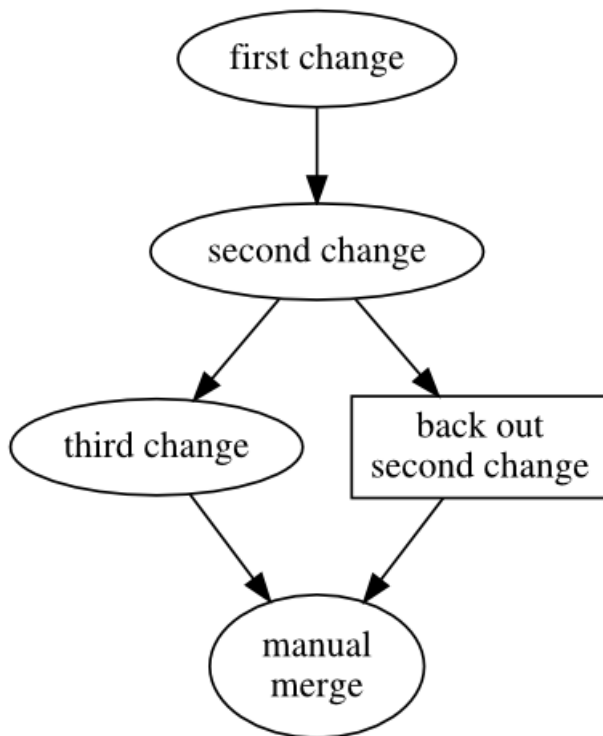 first change
second change
third change
back out
second change
manual
merge